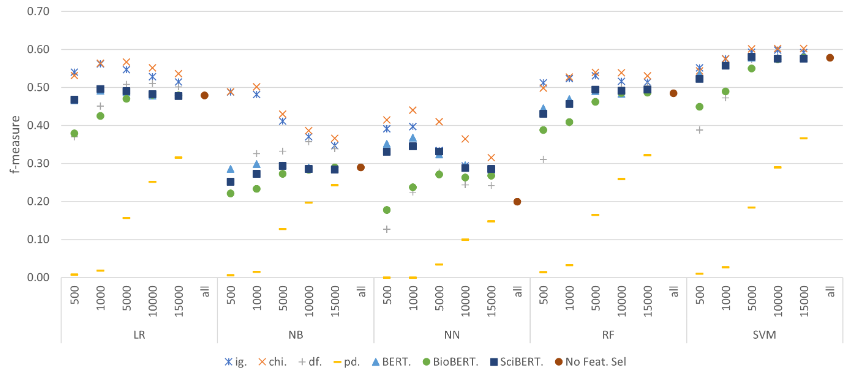 0.70
0.60
0.50
0.40
0.30
0.20
0.10
0.00
f-measure
500 1000 5000 10000 15000 all 500 1000 5000 10000 15000 all 500 1000 5000 10000 15000 all 500 1000 5000 10000 15000 all 500 1000 5000 10000 15000 all
LR NB NN RF SVM
ig. chi. df. pd. BERT. BioBERT. SciBERT. No Feat. Sel